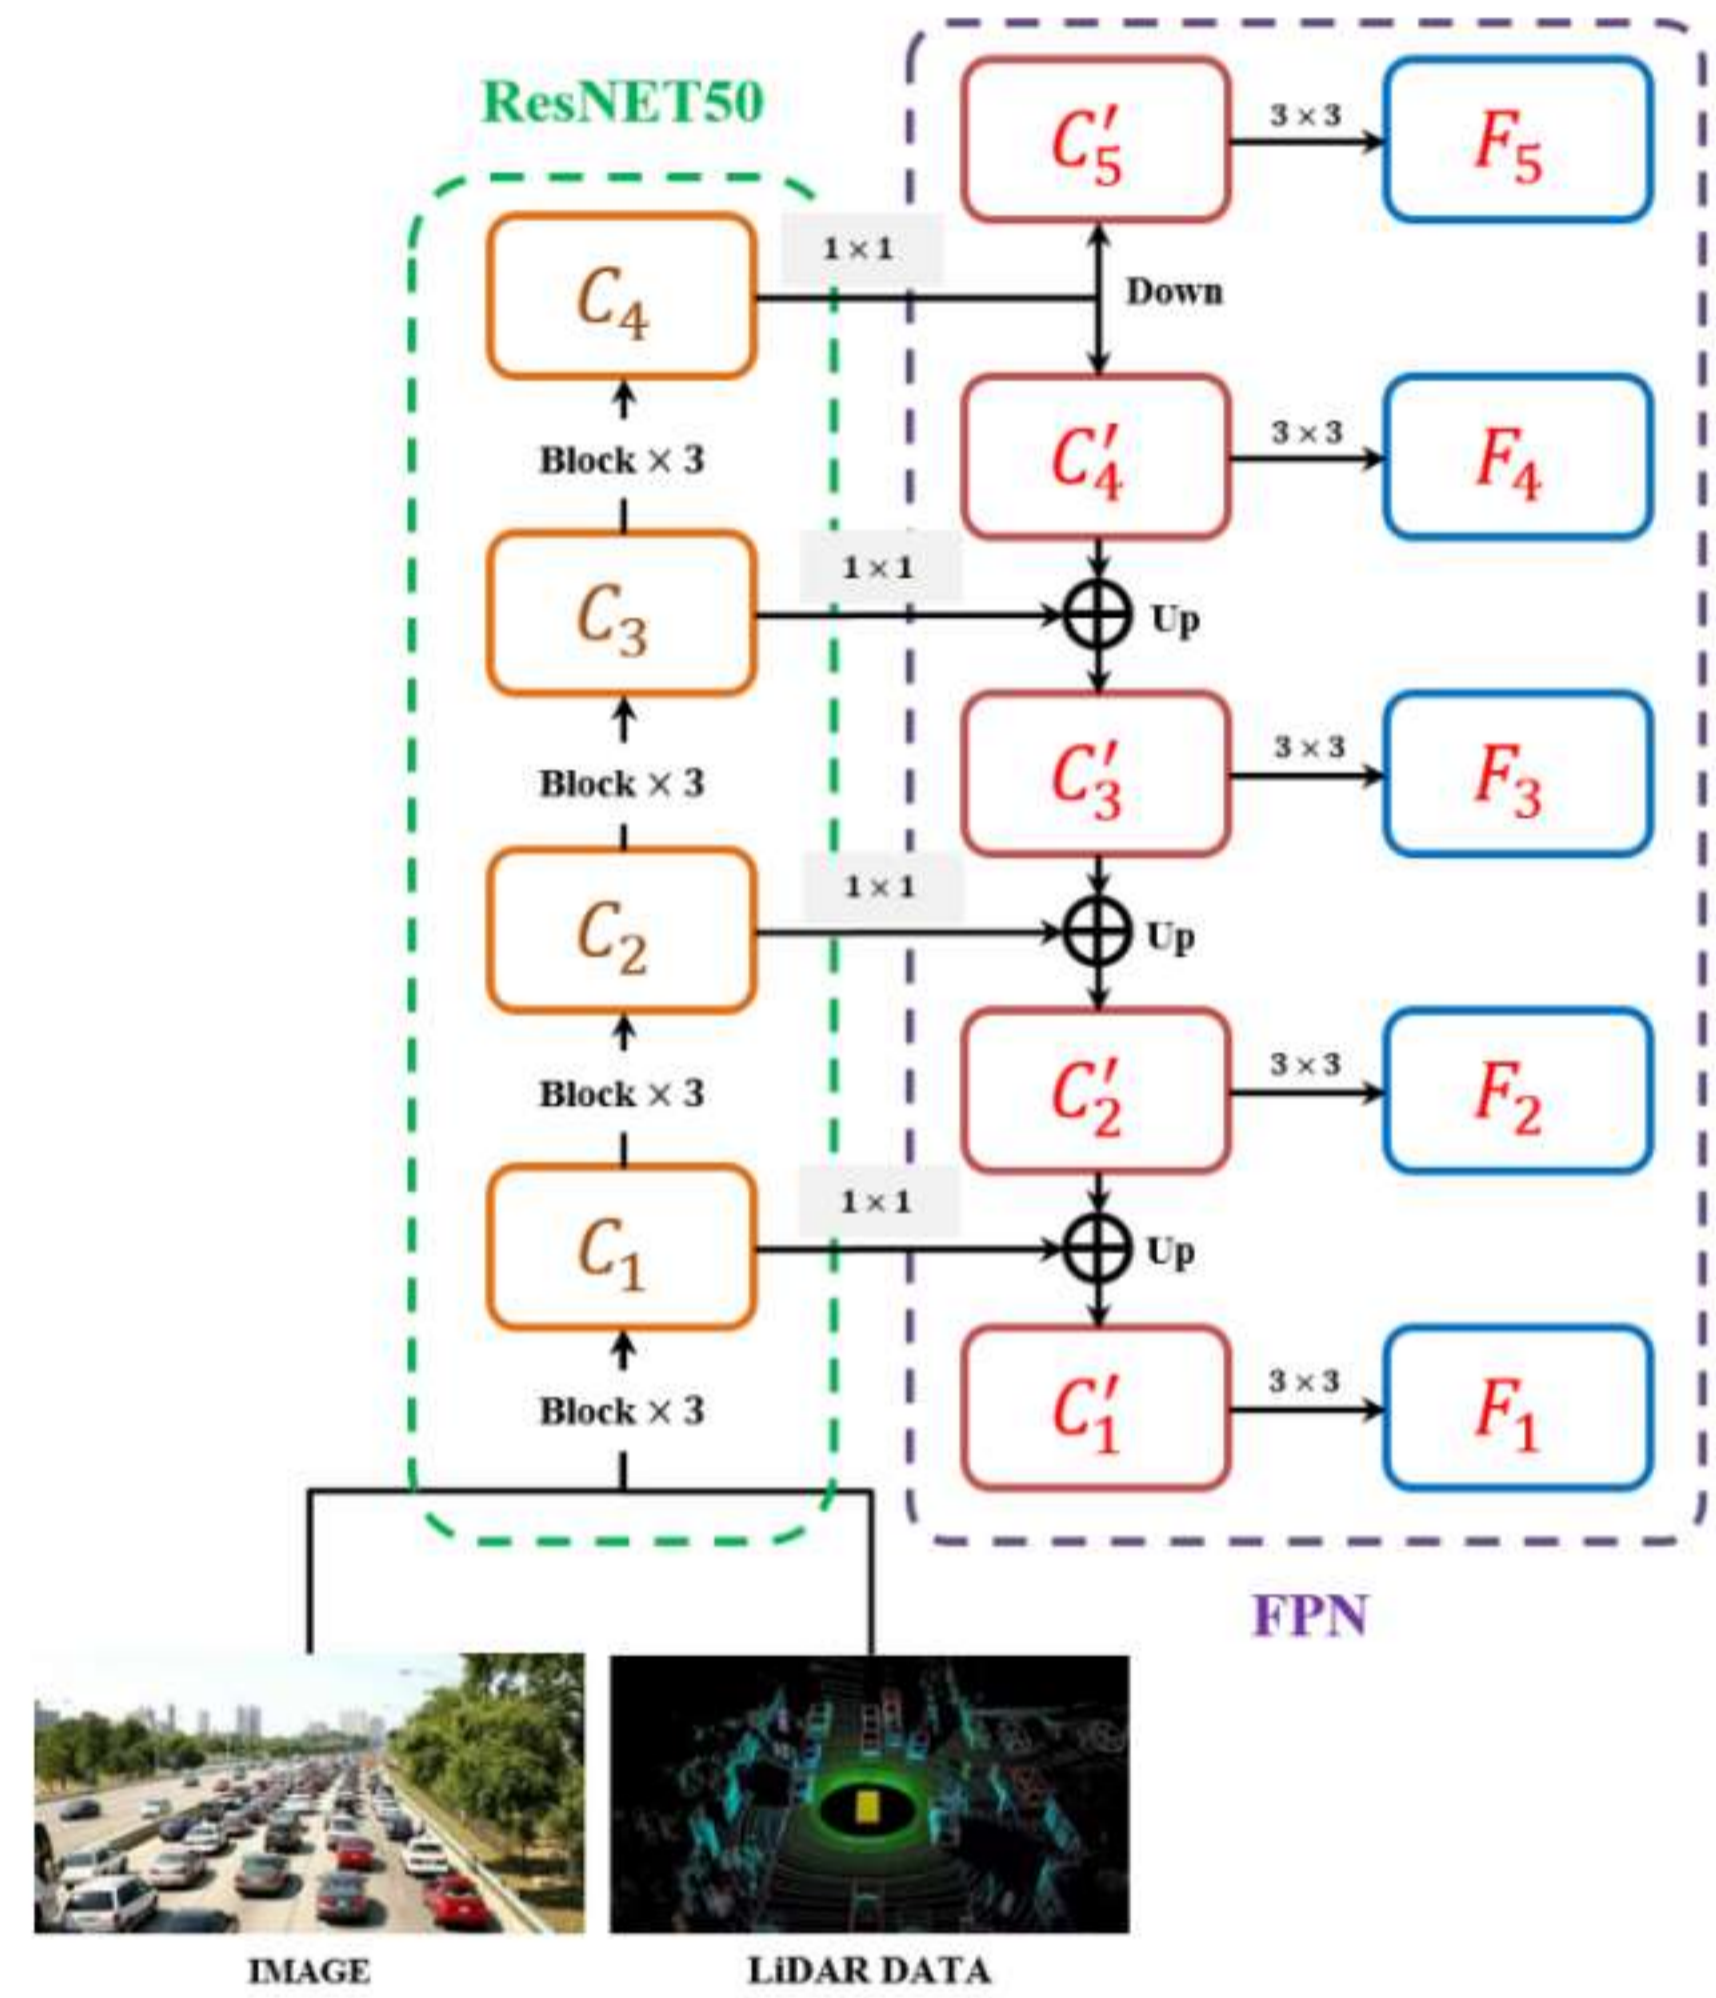 ResNET50
C′5
3 × 3
F5
1 × 1
C4
Down
C′4
3 × 3
F4
Block × 3
1 × 1
C3
Up
C′3
3 × 3
F3
Block × 3
1 × 1
C2
Up
C′2
3 × 3
F2
Block × 3
1 × 1
C1
Up
C′1
3 × 3
F1
Block × 3
FPN
IMAGE
LiDAR DATA